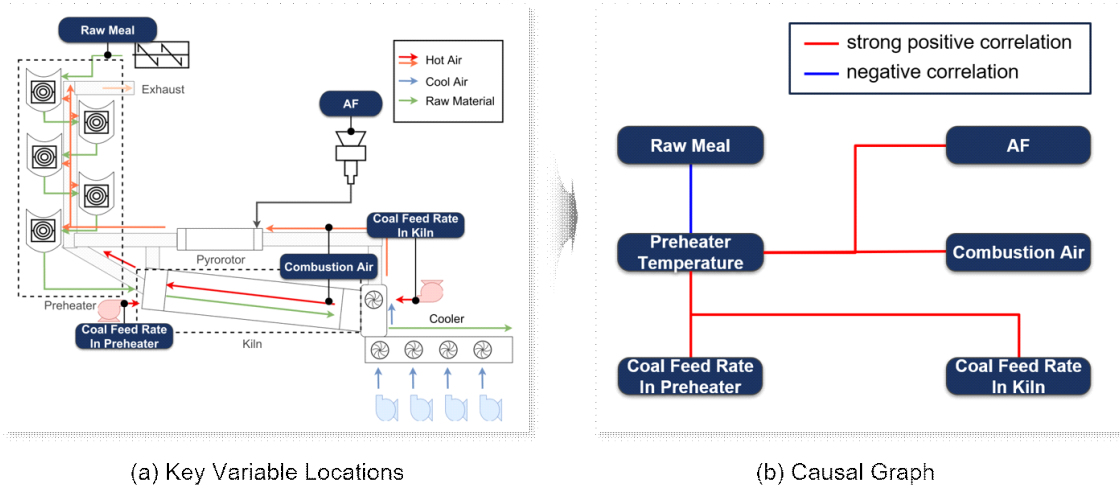 Raw Meal
Exhaust
Hot Air
Cool Air
Raw Material
AF
Coal Feed Rate
In Kiln
Pyrorotor
Combustion Air
Preheater
Coal Feed Rate
In Preheater
Kiln
Cooler
(a) Key Variable Locations
strong positive correlation
negative correlation
Raw Meal
AF
Preheater
Temperature
Combustion Air
Coal Feed Rate
In Preheater
Coal Feed Rate
In Kiln
(b) Causal Graph